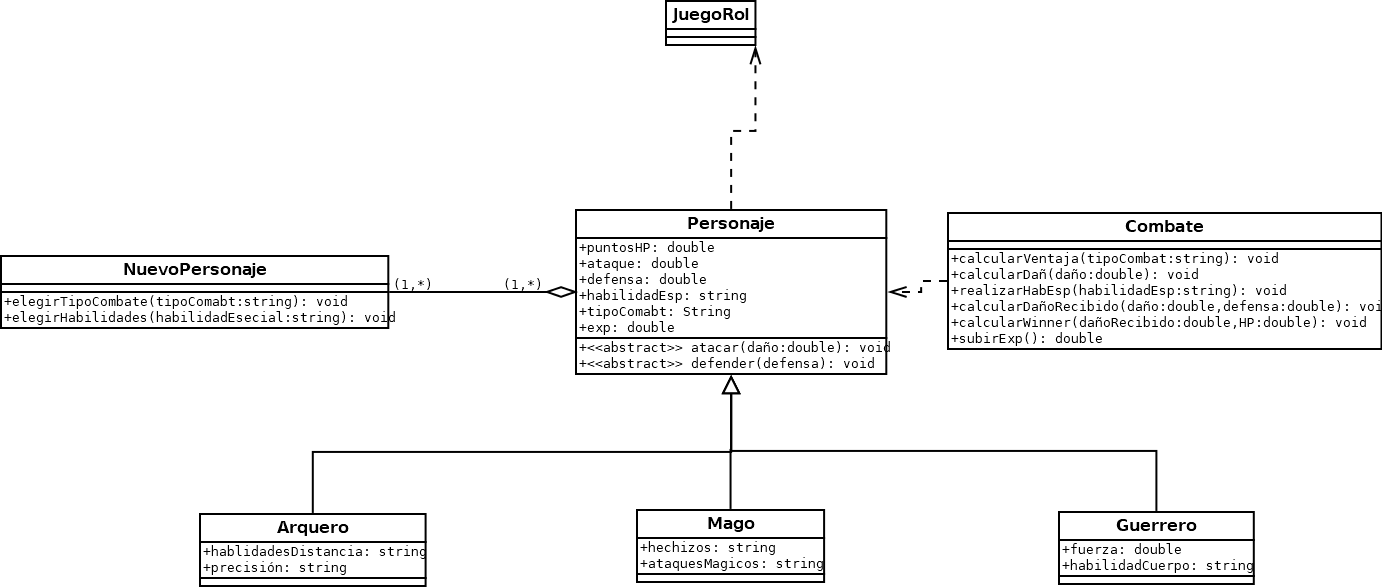 JuegoRol
NuevoPersonaje
+elegirTipoCombate(tipoComabt:string): void
+elegirHabilidades(habilidadEsecial:string): void
(1,*)
(1,*)
Personaje
+puntosHP: double
+ataque: double
+defensa: double
+habilidadEsp: string
+tipoComabt: String
+exp: double
+<<abstract>> atacar(daño:double): void
+<<abstract>> defender(defensa): void
Combate
+calcularVentaja(tipoCombat:string): void
+calcularDañ(daño:double): void
+realizarHabEsp(habilidadEsp:string): void
+calcularDañoRecibido(daño:double,defensa:double): voi
+calcularWinner(dañoRecibido:double,HP:double): void
+subirExp(): double
Arquero
+hablidadesDistancia: string
+precisión: string
Mago
+hechizos: string
+ataquesMagicos: string
Guerrero
+fuerza: double
+habilidadCuerpo: string